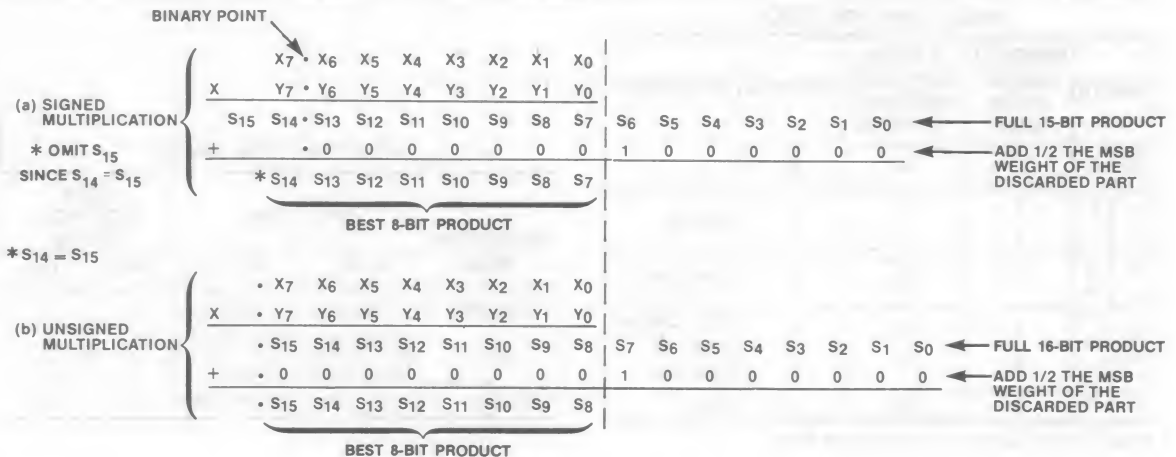 BINARY POINT
X7 • X6 X5 X4 X3 X2 X1 X0
X Y7 • Y6 Y5 Y4 Y3 Y2 Y1 Y0
(a) SIGNED
MULTIPLICATION
S15 S14 • S13 S12 S11 S10 S9 S8 S7 S6 S5 S4 S3 S2 S1 S0
FULL 15-BIT PRODUCT
* OMIT S15
SINCE S14 = S15
+ • 0 0 0 0 0 0 0 1 0 0 0 0 0 0
ADD 1/2 THE MSB
WEIGHT OF THE
DISCARDED PART
* S14 S13 S12 S11 S10 S9 S8 S7
BEST 8-BIT PRODUCT
* S14 = S15
• X7 X6 X5 X4 X3 X2 X1 X0
X • Y7 Y6 Y5 Y4 Y3 Y2 Y1 Y0
(b) UNSIGNED
MULTIPLICATION
• S15 S14 S13 S12 S11 S10 S9 S8 S7 S6 S5 S4 S3 S2 S1 S0
FULL 16-BIT PRODUCT
+ • 0 0 0 0 0 0 0 0 1 0 0 0 0 0 0 0
ADD 1/2 THE MSB
WEIGHT OF THE
DISCARDED PART
• S15 S14 S13 S12 S11 S10 S9 S8
BEST 8-BIT PRODUCT